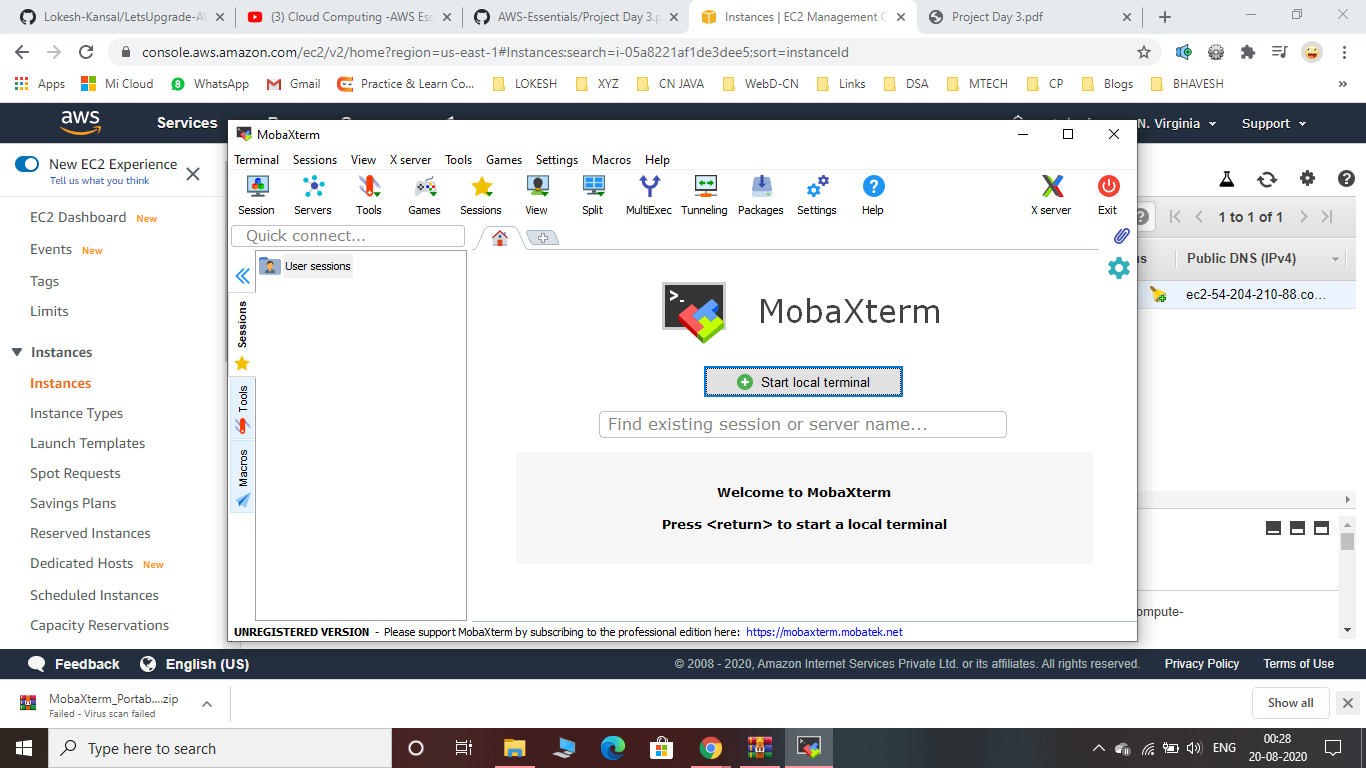 Lokesh-Kansal/LetsUpgrade-A
(3) Cloud Computing -AWS Ess
AWS-Essentials/Project Day 3.p
Instances | EC2 Management C
Project Day 3.pdf
console.aws.amazon.com/ec2/v2/home?region=us-east-1#Instances:search=i-05a8221af1de3dee5;sort=instanceId
Apps
Mi Cloud
8
WhatsApp
Gmail
Practice & Learn Co...
LOKESH
XYZ
CN JAVA
WebD-CN
Links
DSA
MTECH
CP
Blogs
BHAVESH
»
aws
Services
N. Virginia
Support
New EC2 Experience
Tell us what you think
EC2 Dashboard New
Events New
Tags
Limits
Instances
Instances
Instance Types
Launch Templates
Spot Requests
Savings Plans
Reserved Instances
Dedicated Hosts New
Scheduled Instances
Capacity Reservations
MobaXterm
Terminal Sessions View X server Tools Games Settings Macros Help
Session Servers Tools Games Sessions View Split MultiExec Tunneling Packages Settings Help X server Exit
Quick connect...
User sessions
Sessions
Tools
Macros
MobaXterm
Start local terminal
Find existing session or server name...
Welcome to MobaXterm
Press <return> to start a local terminal
UNREGISTERED VERSION - Please support MobaXterm by subscribing to the professional edition here: https://mobaxterm.mobatek.net
1 to 1 of 1
us
Public DNS (IPv4)
ec2-54-204-210-88.co...
ompute-
Feedback
English (US)
© 2008 - 2020, Amazon Internet Services Private Ltd. or its affiliates. All rights reserved.
Privacy Policy
Terms of Use
MobaXterm_Portab....zip
Failed - Virus scan failed
Show all
Type here to search
ENG
00:28
20-08-2020